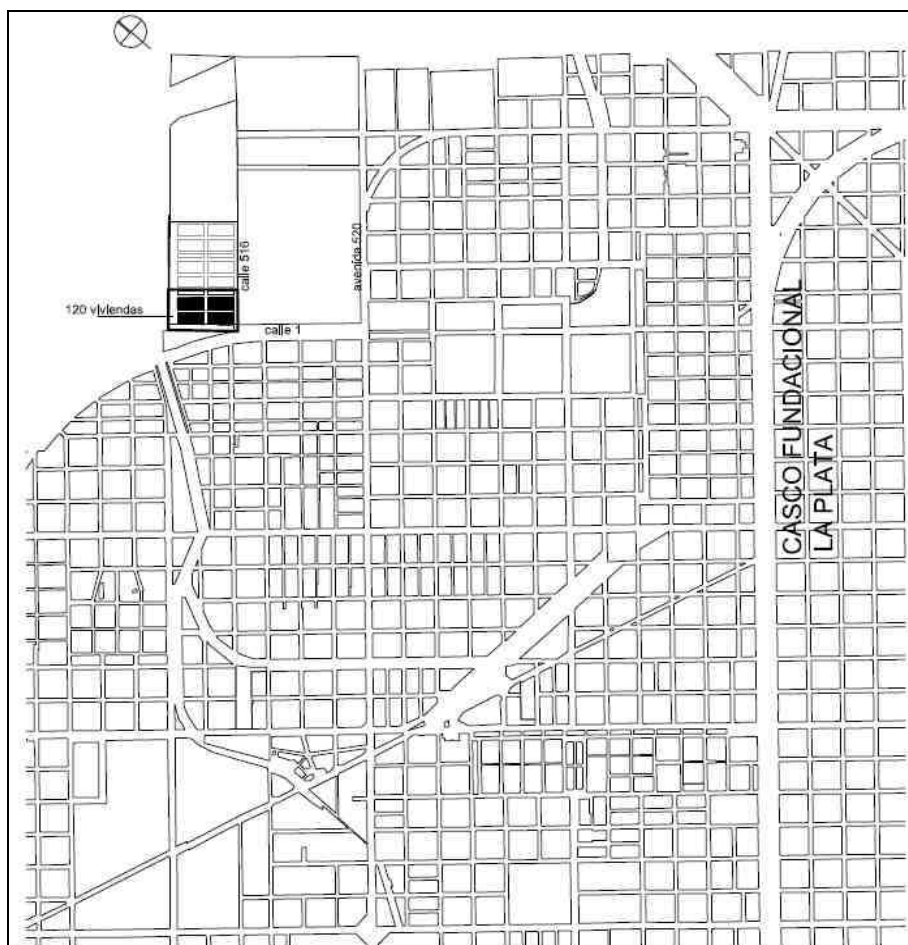 calle 516
avenida 520
120 viviendas
calle 1
CASCO FUNDACIONAL
LA PLATA